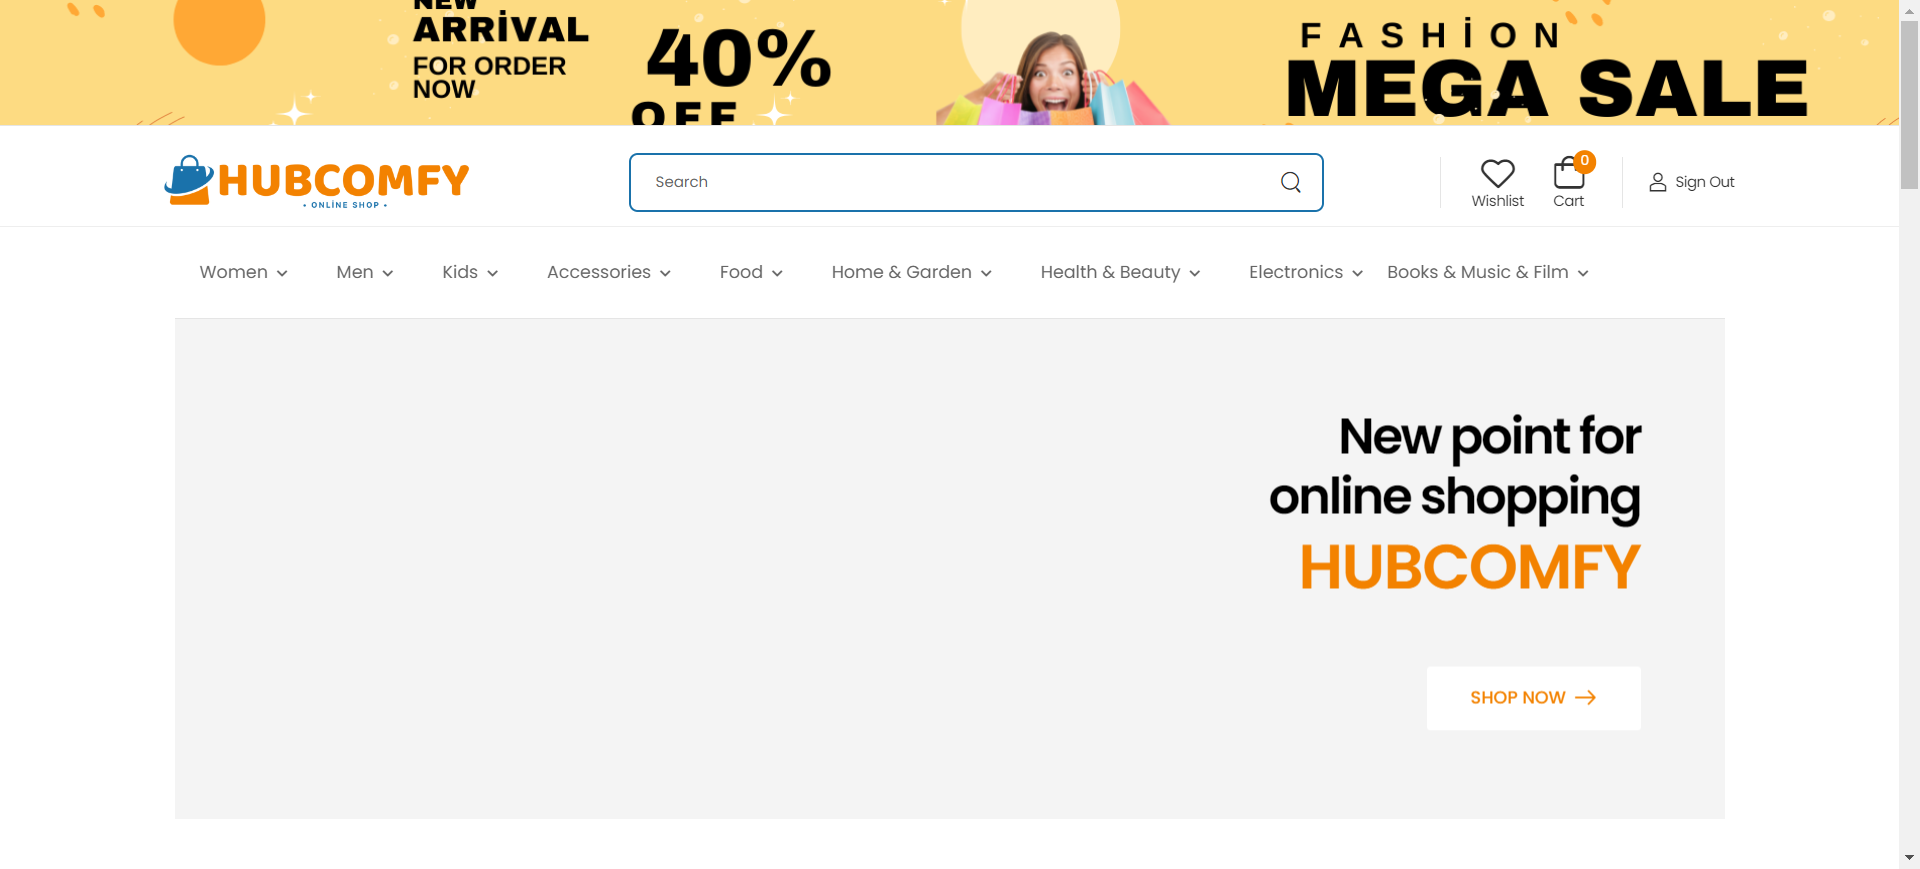 NEW
ARRİVAL
FOR ORDER
NOW
40%
OFF
FASHİON
MEGA SALE
HUBCOMFY
• ONLİNE SHOP •
Search
Wishlist
0
Cart
Sign Out
Women
Men
Kids
Accessories
Food
Home & Garden
Health & Beauty
Electronics
Books & Music & Film
New point for
online shopping
HUBCOMFY
SHOP NOW